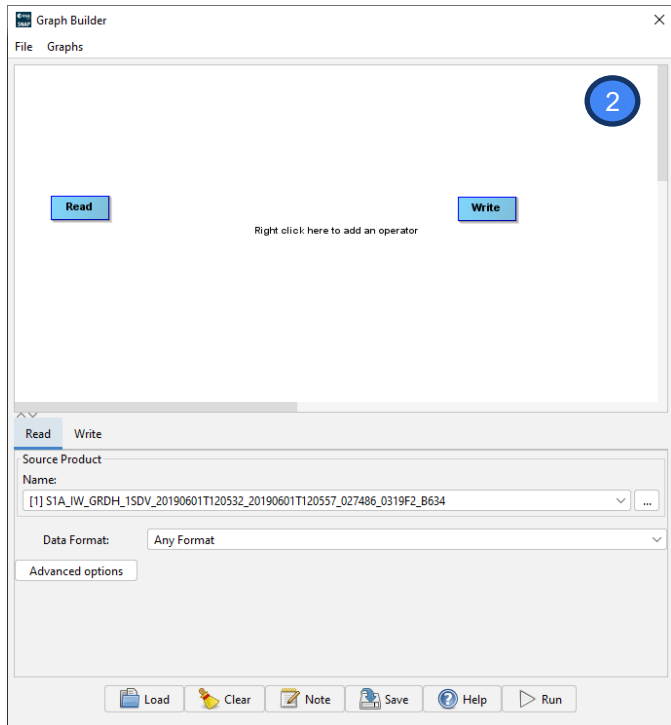 Graph Builder
File Graphs
2
Read
Write
Right click here to add an operator
Read Write
Source Product
Name:
[1] S1A_IW_GRDH_1SDV_20190601T120532_20190601T120557_027486_0319F2_B634
...
Data Format: Any Format
Advanced options
Load Clear Note Save Help Run